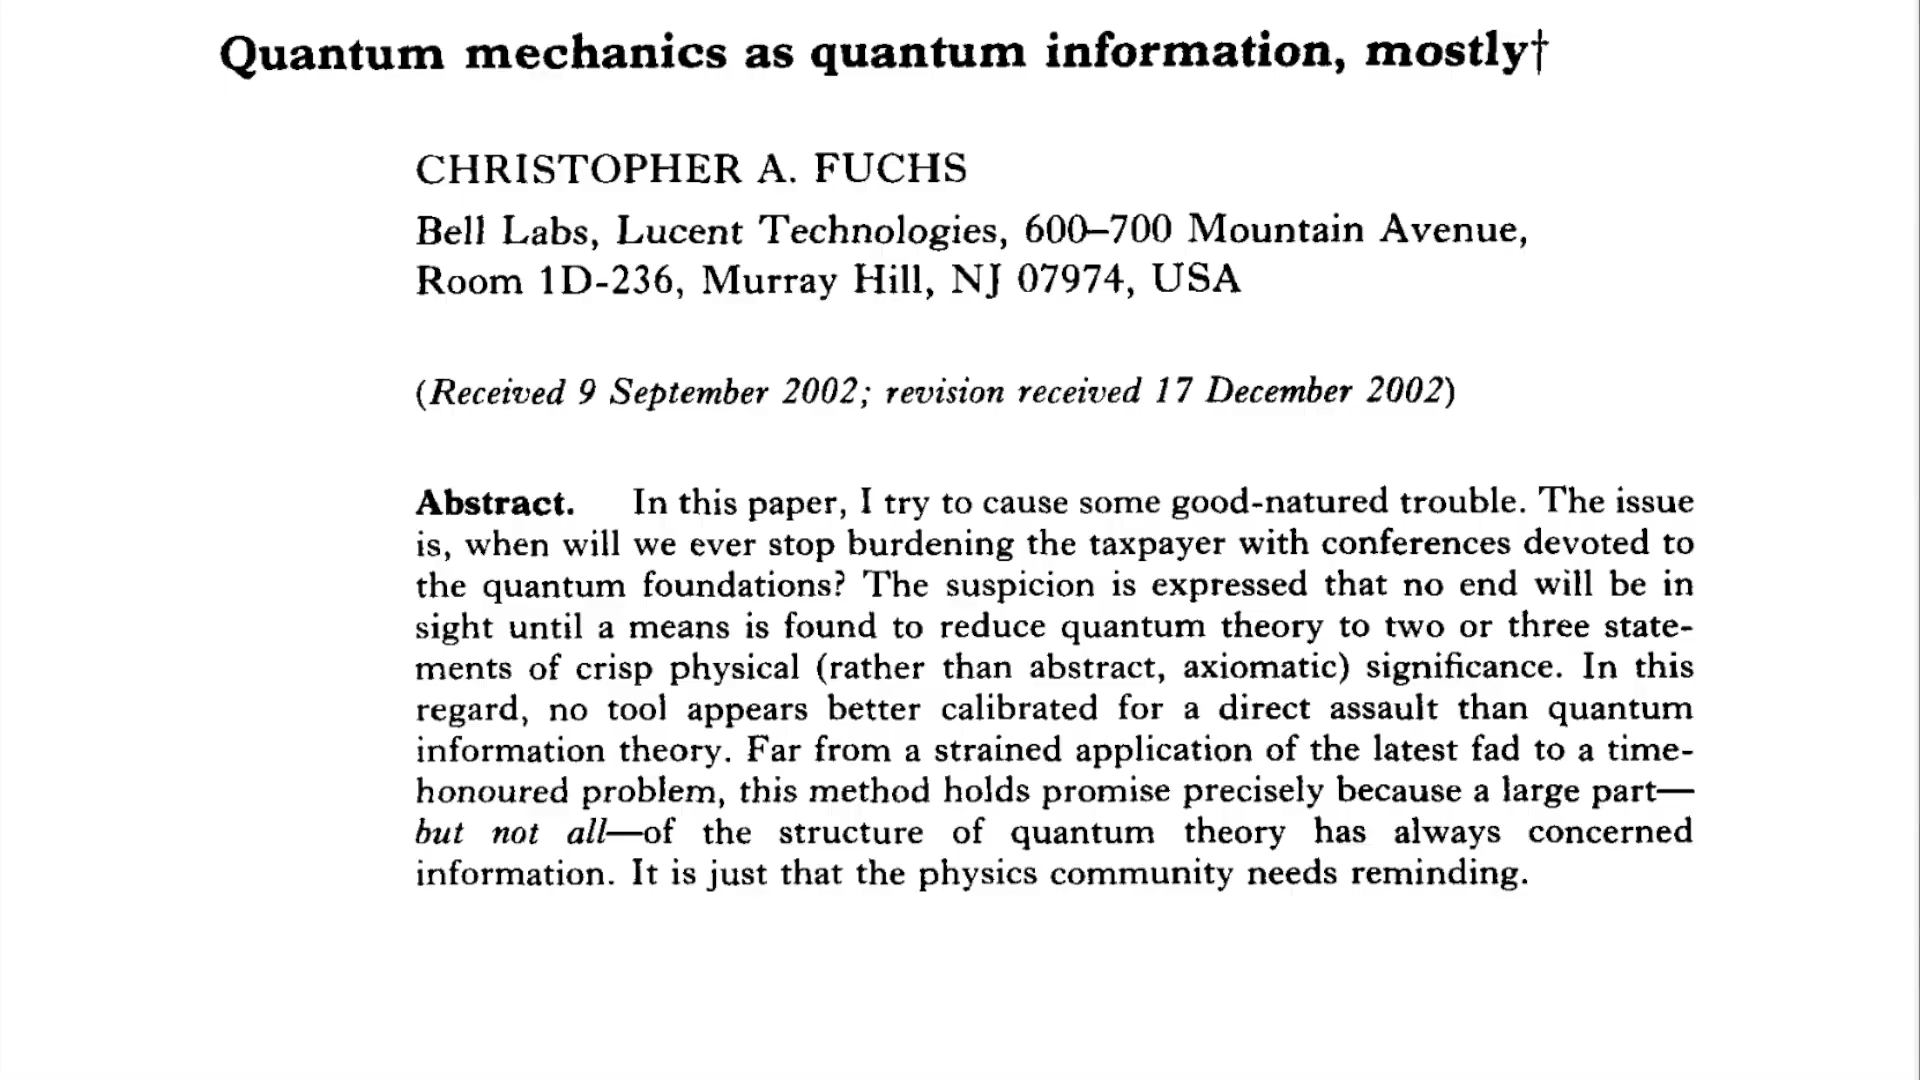 Quantum mechanics as quantum information, mostly†
CHRISTOPHER A. FUCHS
Bell Labs, Lucent Technologies, 600–700 Mountain Avenue,
Room 1D-236, Murray Hill, NJ 07974, USA
(Received 9 September 2002; revision received 17 December 2002)
Abstract. In this paper, I try to cause some good-natured trouble. The issue
is, when will we ever stop burdening the taxpayer with conferences devoted to
the quantum foundations? The suspicion is expressed that no end will be in
sight until a means is found to reduce quantum theory to two or three state-
ments of crisp physical (rather than abstract, axiomatic) significance. In this
regard, no tool appears better calibrated for a direct assault than quantum
information theory. Far from a strained application of the latest fad to a time-
honoured problem, this method holds promise precisely because a large part—
but not all—of the structure of quantum theory has always concerned
information. It is just that the physics community needs reminding.